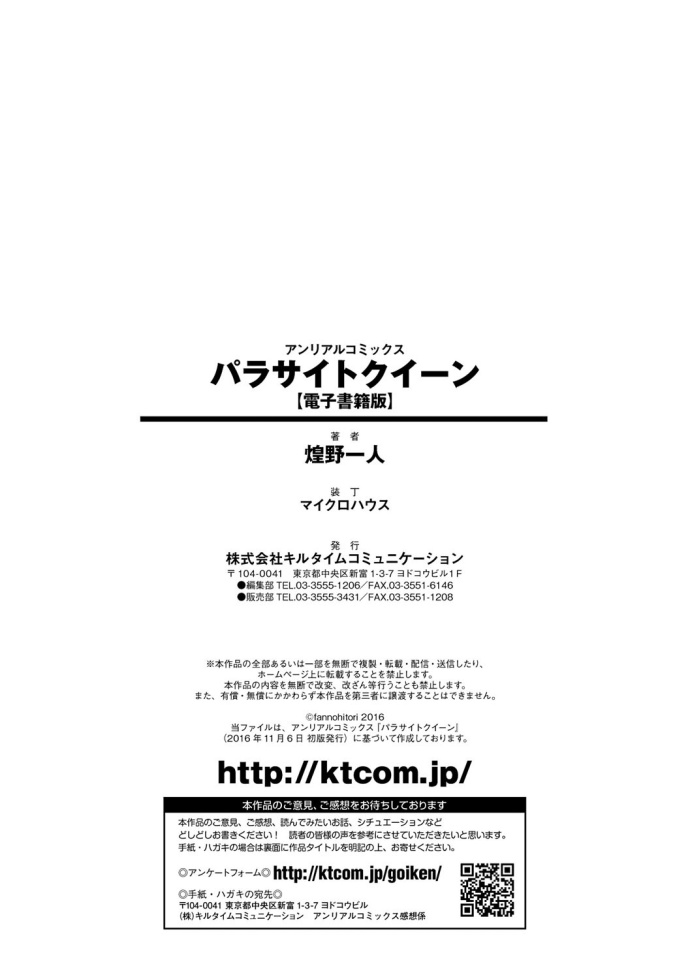 アンリアルコミックス
パラサイトクイーン
【電子書籍版】
著 者
煌野一人
装 丁
マイクロハウス
発 行
株式会社キルタイムコミュニケーション
〒104-0041 東京都中央区新富1-3-7ヨドコウビル1F
●編集部 TEL.03-3555-1206／FAX.03-3551-6146
●販売部 TEL.03-3555-3431／FAX.03-3551-1208
※本作品の全部あるいは一部を無断で複製・転載・配信・送信したり、
ホームページ上に転載することを禁止します。
本作品の内容を無断で改変、改ざん等行うことも禁止します。
また、有償・無償にかかわらず本作品を第三者に譲渡することはできません。
©fannohitori 2016
当ファイルは、アンリアルコミックス『パラサイトクイーン』
（2016年11月6日 初版発行）に基づいて作成しております。
http://ktcom.jp/
本作品のご意見、ご感想をお待ちしております
本作品のご意見、ご感想、読んでみたいお話、シチュエーションなど
どしどしお書きください！ 読者の皆様の声を参考にさせていただきたいと思います。
手紙・ハガキの場合は裏面に作品タイトルを明記の上、お寄せください。
◎アンケートフォーム◎ http://ktcom.jp/goiken/
◎手紙・ハガキの宛先◎
〒104-0041 東京都中央区新富1-3-7ヨドコウビル
(株)キルタイムコミュニケーション アンリアルコミックス感想係